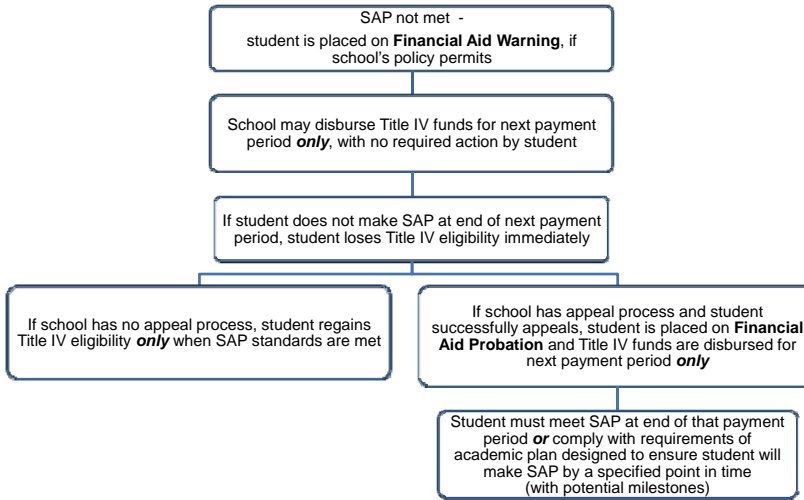 SAP not met -
student is placed on Financial Aid Warning, if
school's policy permits
School may disburse Title IV funds for next payment
period only, with no required action by student
If student does not make SAP at end of next payment
period, student loses Title IV eligibility immediately
If school has no appeal process, student regains
Title IV eligibility only when SAP standards are met
If school has appeal process and student
successfully appeals, student is placed on Financial
Aid Probation and Title IV funds are disbursed for
next payment period only
Student must meet SAP at end of that payment
period or comply with requirements of
academic plan designed to ensure student will
make SAP by a specified point in time
(with potential milestones)